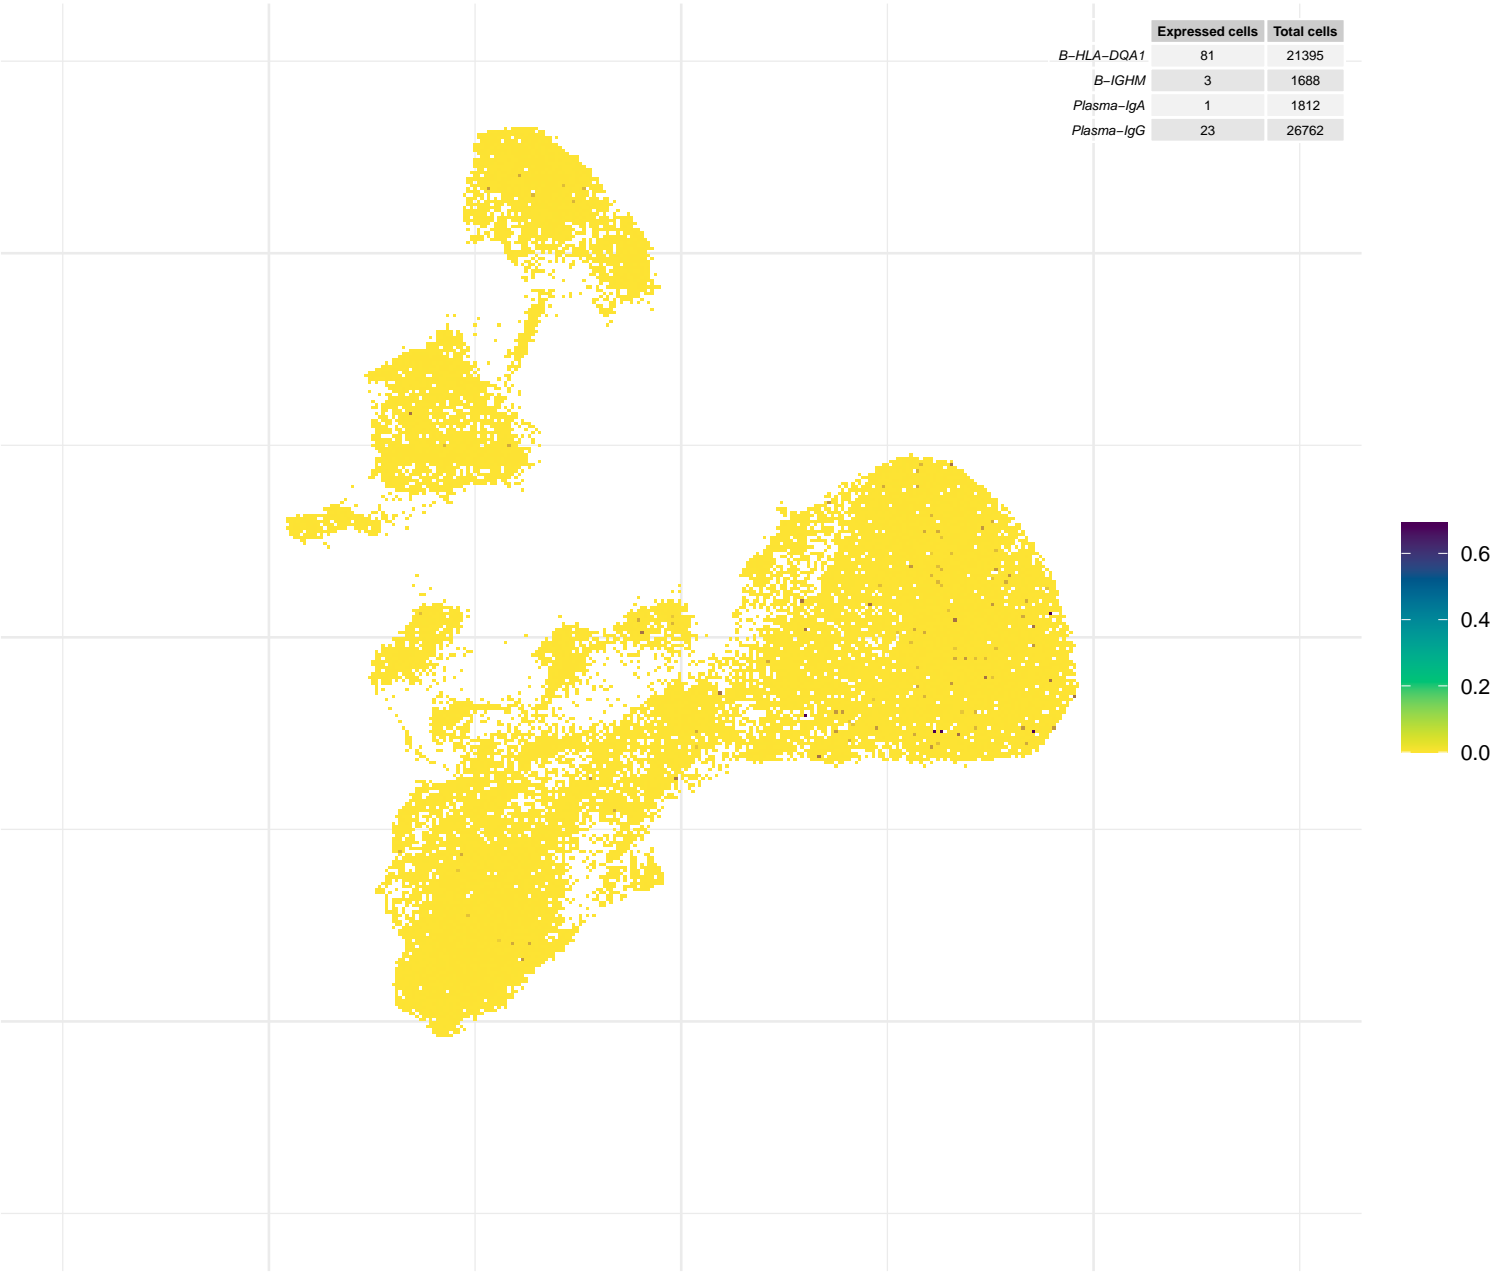 Expressed cells Total cells
B−HLA−DQA1 81 21395
B−IGHM 3 1688
Plasma−IgA 1 1812
Plasma−IgG 23 26762
0.6
0.4
0.2
0.0